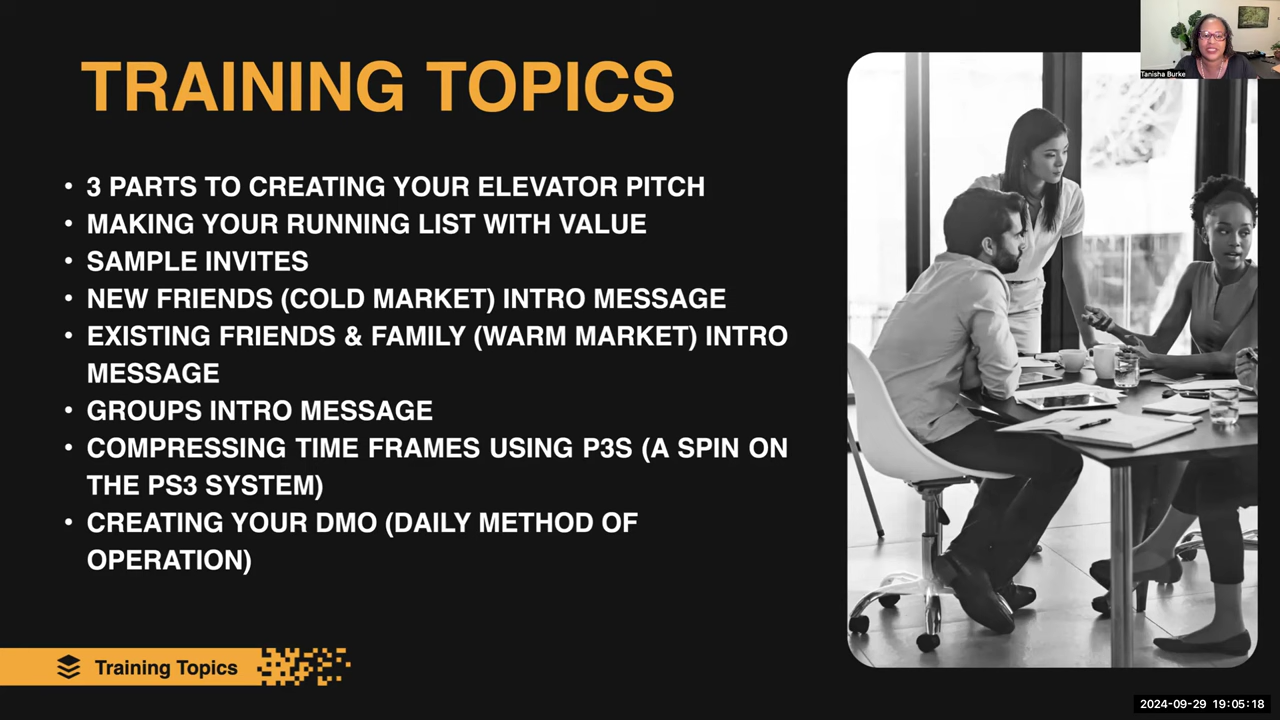 TRAINING TOPICS
• 3 PARTS TO CREATING YOUR ELEVATOR PITCH
• MAKING YOUR RUNNING LIST WITH VALUE
• SAMPLE INVITES
• NEW FRIENDS (COLD MARKET) INTRO MESSAGE
• EXISTING FRIENDS & FAMILY (WARM MARKET) INTRO
MESSAGE
• GROUPS INTRO MESSAGE
• COMPRESSING TIME FRAMES USING P3S (A SPIN ON
THE PS3 SYSTEM)
• CREATING YOUR DMO (DAILY METHOD OF
OPERATION)
Training Topics
Tanisha Burke
2024-09-29 19:05:18